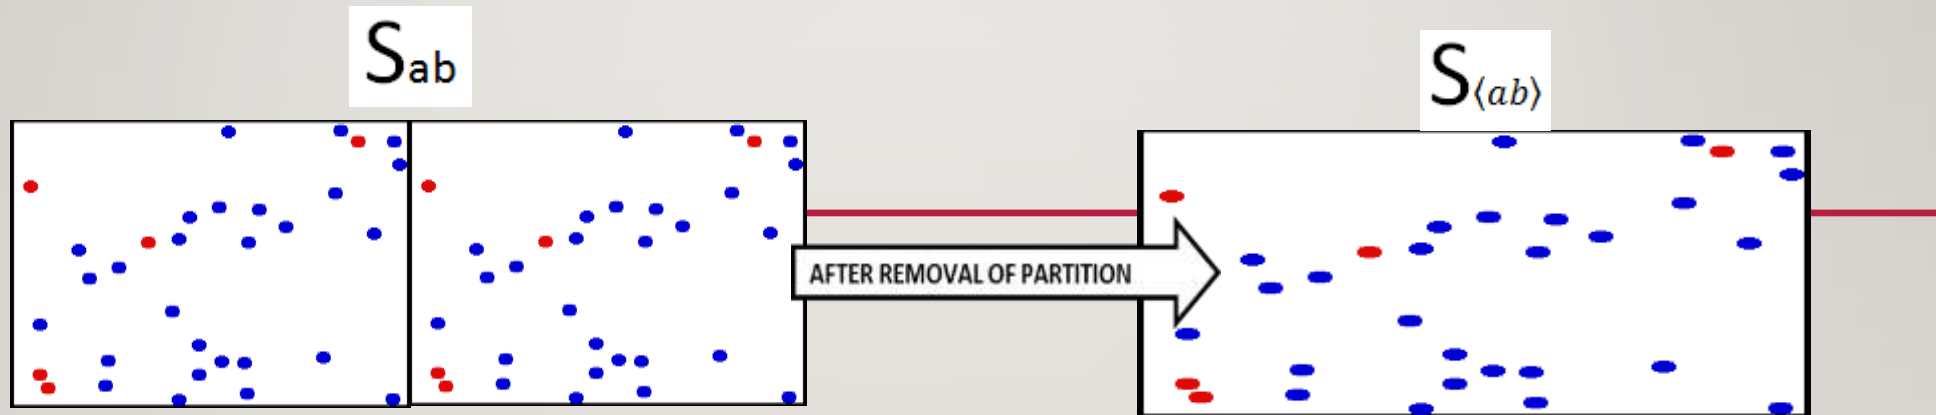 Sab
S⟨ab⟩
AFTER REMOVAL OF PARTITION